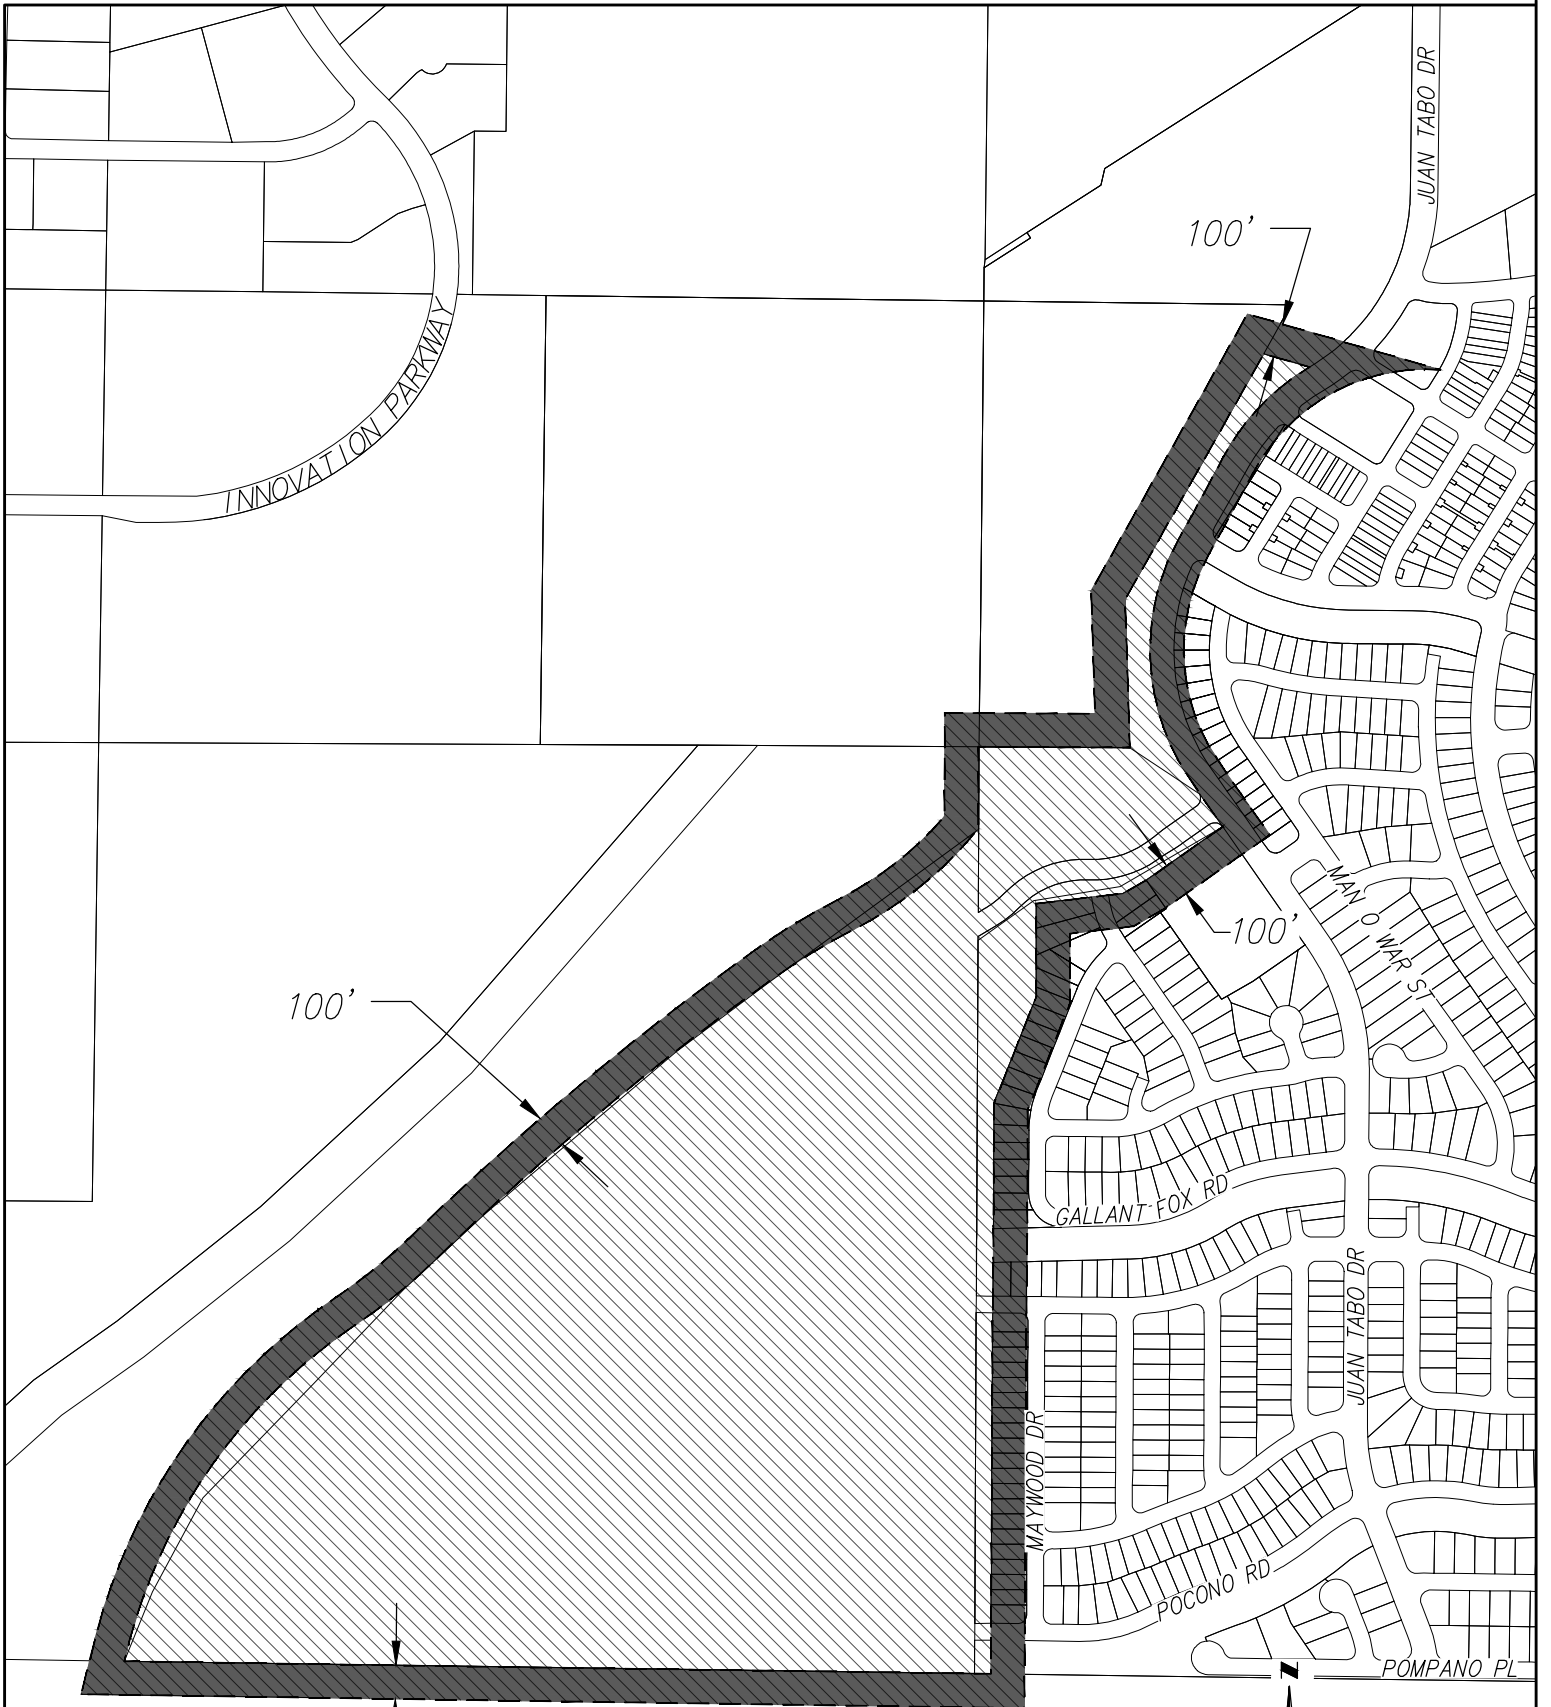 JUAN TABO DR
100'
INNOVATION PARKWAY
MAN O WAR ST
100'
100'
GALLANT FOX RD
JUAN TABO DR
MAYWOOD DR
POCONO RD
POMPANO PL
N